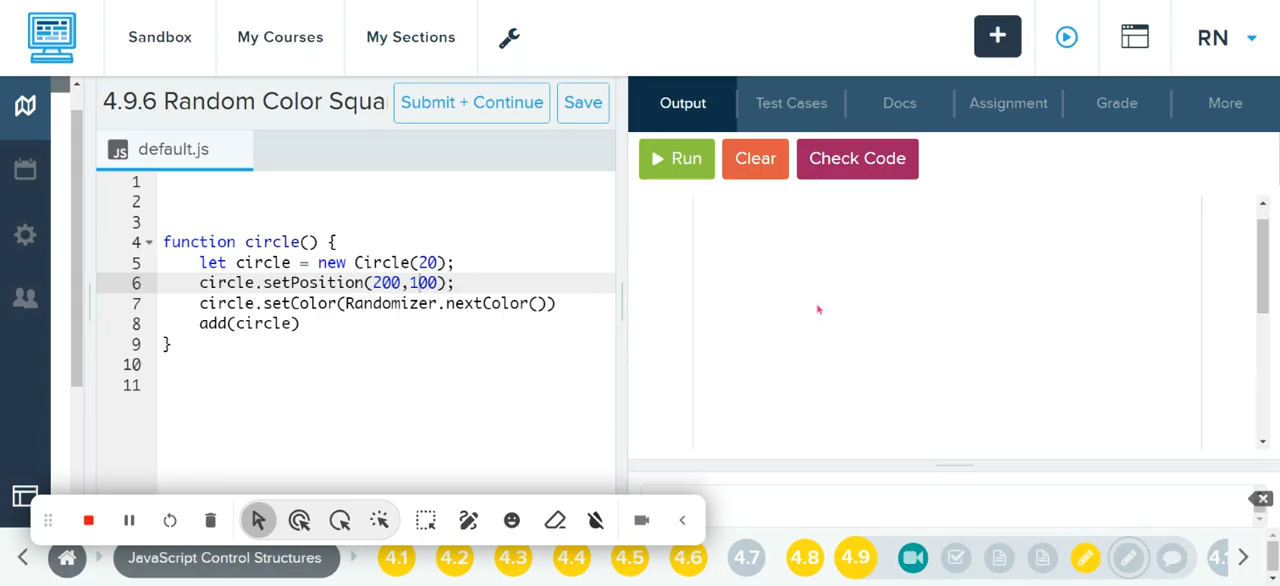 Sandbox
My Courses
My Sections
+
RN
4.9.6 Random Color Squa
Submit + Continue
Save
Output
Test Cases
Docs
Assignment
Grade
More
JS default.js
Run
Clear
Check Code
1
2
3
4 function circle() {
5 let circle = new Circle(20);
6 circle.setPosition(200,100);
7 circle.setColor(Randomizer.nextColor())
8 add(circle)
9 }
10
11
JavaScript Control Structures
4.1
4.2
4.3
4.4
4.5
4.6
4.7
4.8
4.9
4.1